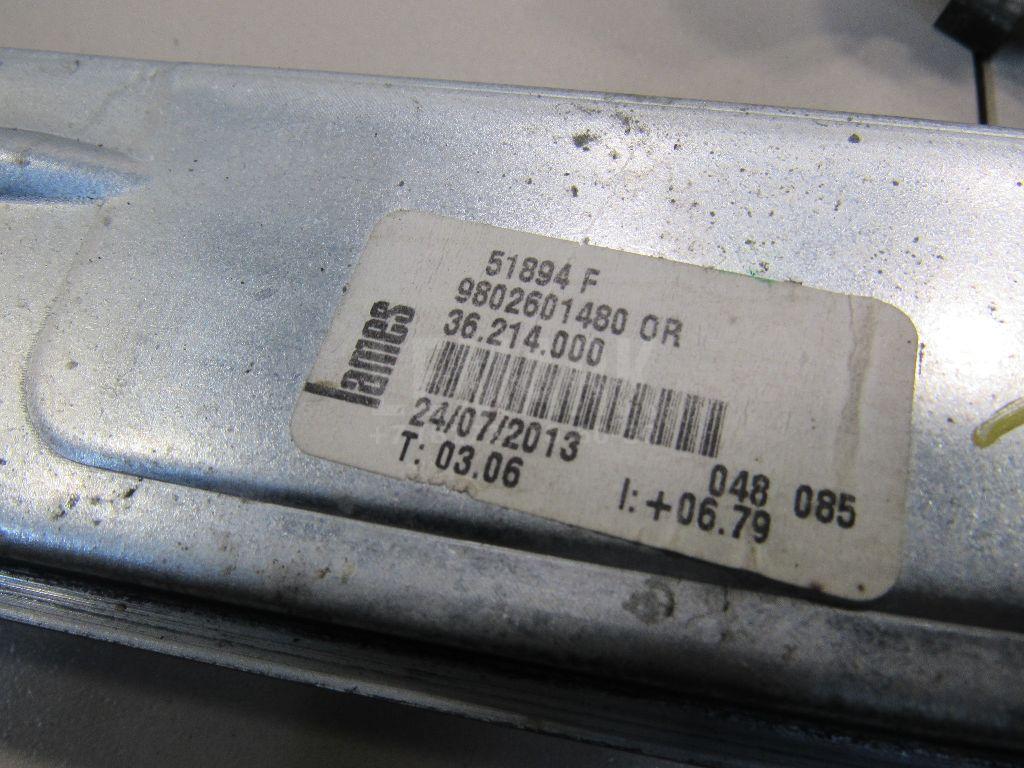 lames
51894 F
9802601480 OR
36.214.000
24/07/2013
048 085
T: 03.06 I: +06.79